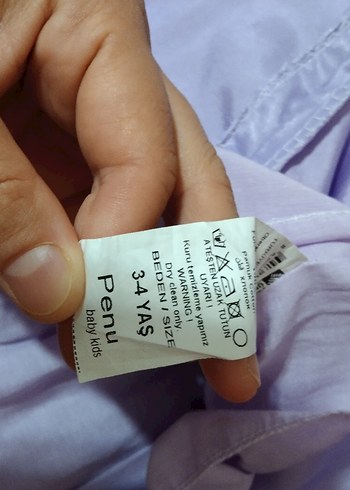 Penu
baby kids
3-4 YAŞ
BEDEN / SIZE
Dry clean only
WARNING !
Kuru temizleme yapınız
UYARI !
ATEŞTEN UZAK TUTUN